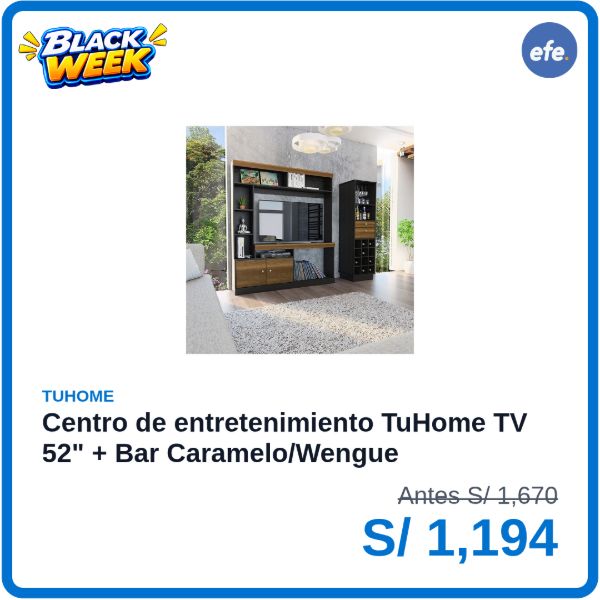 BLACK
WEEK
efe.
TUHOME
Centro de entretenimiento TuHome TV
52" + Bar Caramelo/Wengue
Antes S/ 1,670
S/ 1,194